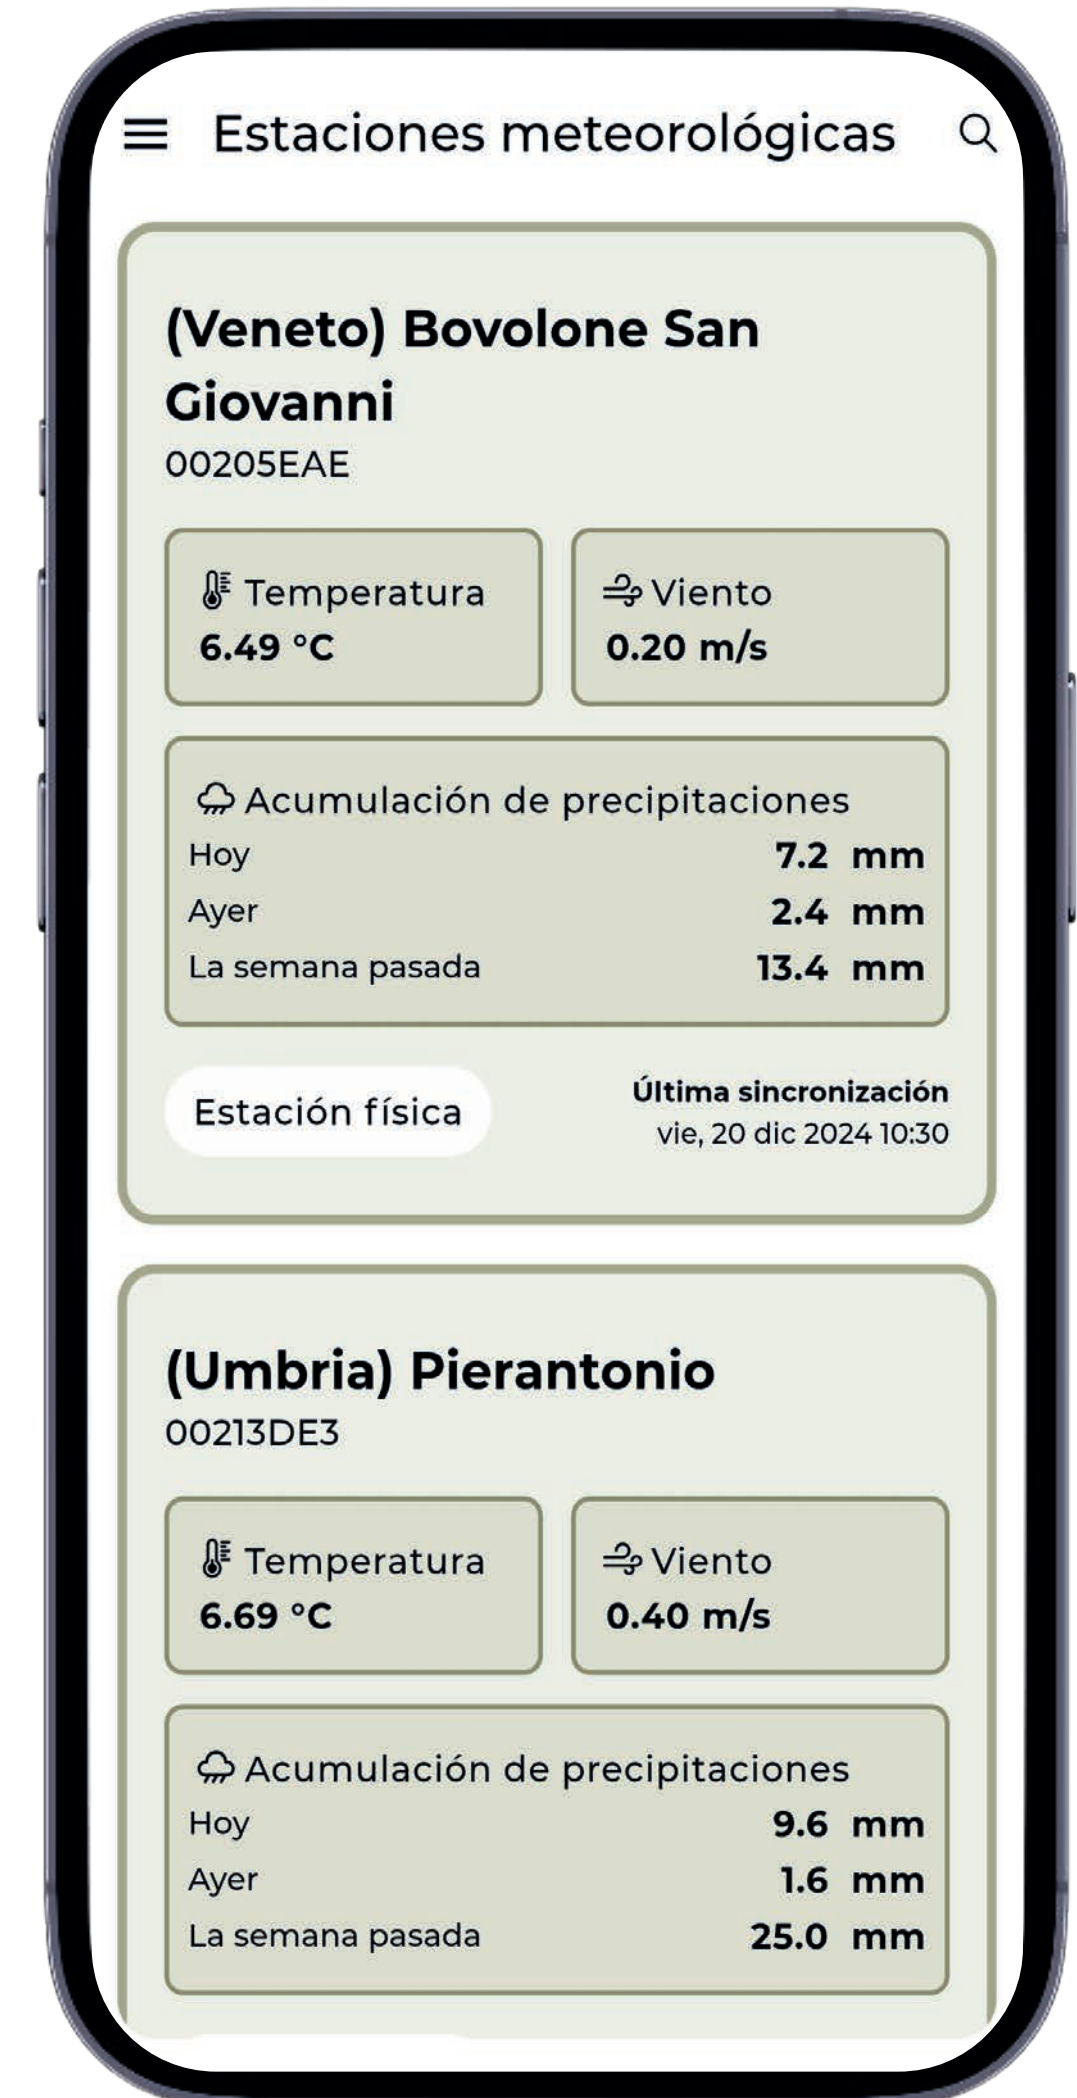 Estaciones meteorológicas
(Veneto) Bovolone San
Giovanni
00205EAE
Temperatura
6.49 °C
Viento
0.20 m/s
Acumulación de precipitaciones
Hoy 7.2 mm
Ayer 2.4 mm
La semana pasada 13.4 mm
Estación física
Última sincronización
vie, 20 dic 2024 10:30
(Umbria) Pierantonio
00213DE3
Temperatura
6.69 °C
Viento
0.40 m/s
Acumulación de precipitaciones
Hoy 9.6 mm
Ayer 1.6 mm
La semana pasada 25.0 mm